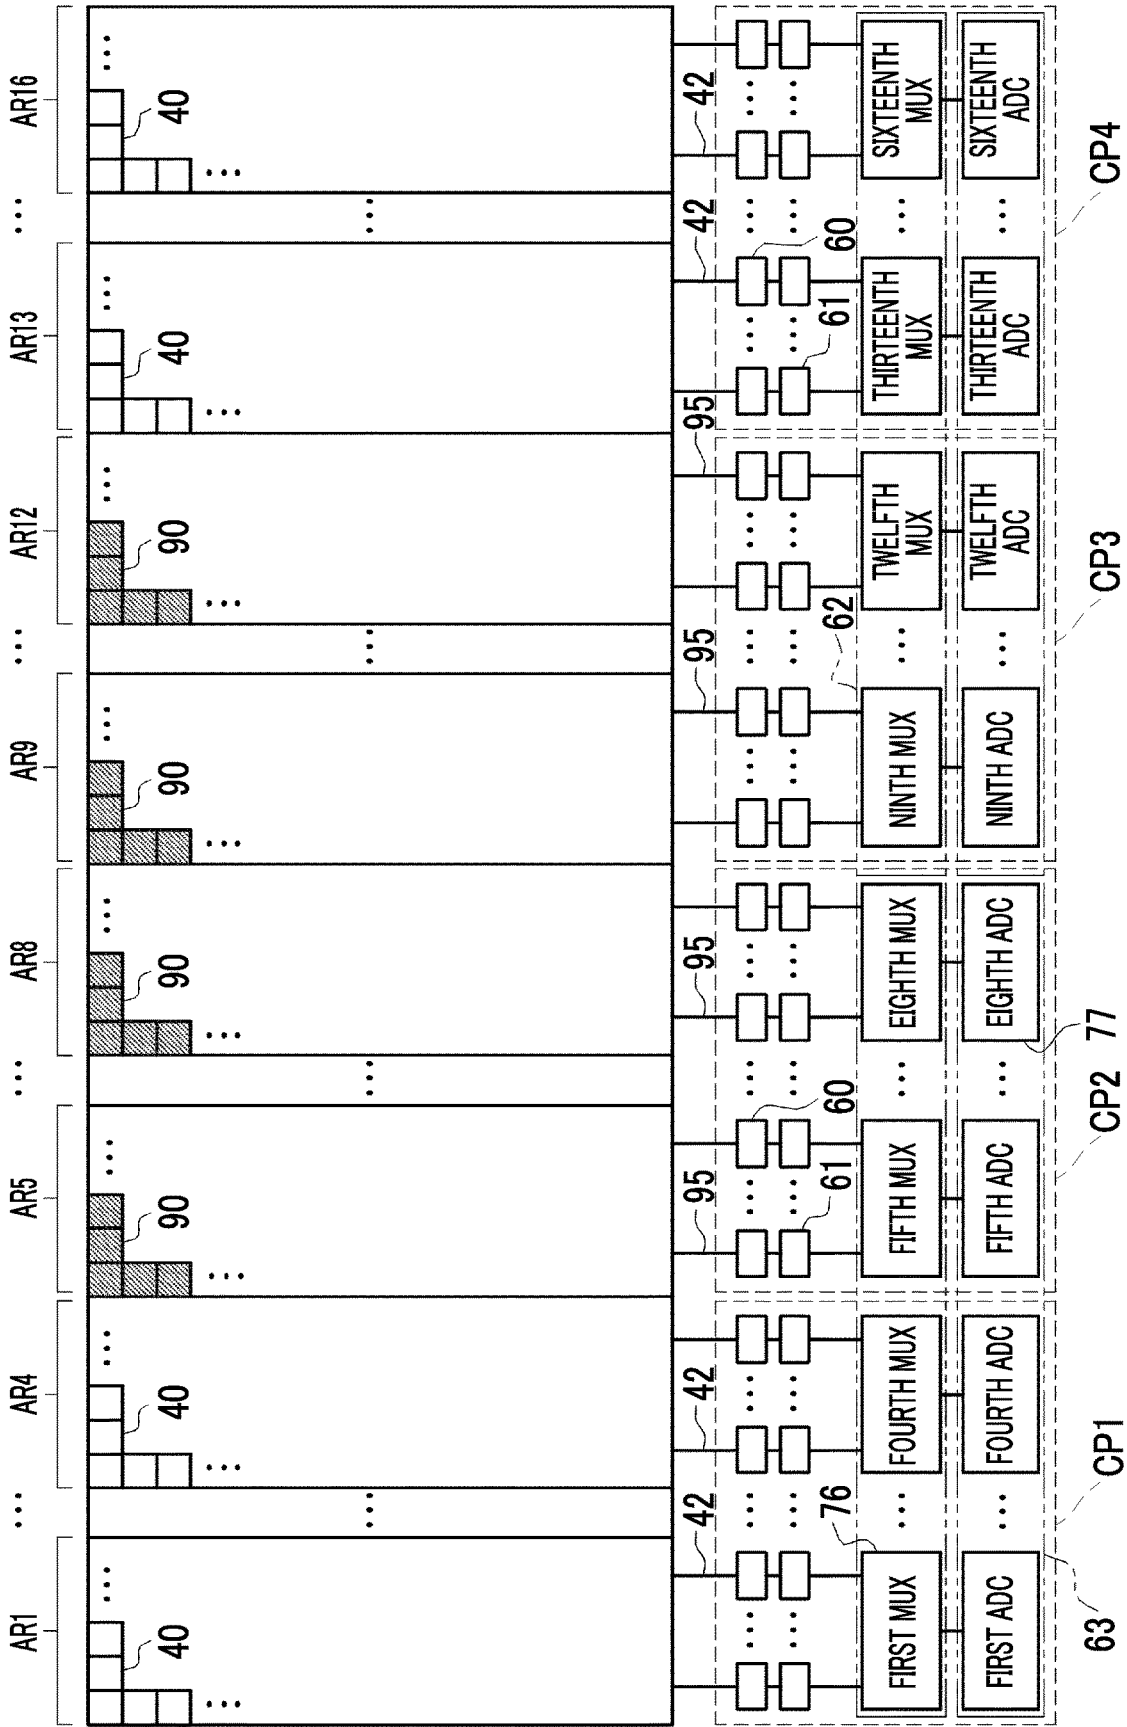 AR1 ... AR4 AR5 ... AR8 AR9 ... AR12 AR13 ... AR16
40 40 90 90 90 90 40 40
... ... ... ...
42 42 95 95 95 95 42 42
60 60
61 61
76 62
FIRST MUX ... FOURTH MUX
FIFTH MUX ... EIGHTH MUX
NINTH MUX ... TWELFTH MUX
THIRTEENTH MUX ... SIXTEENTH MUX
FIRST ADC ... FOURTH ADC
FIFTH ADC ... EIGHTH ADC
NINTH ADC ... TWELFTH ADC
THIRTEENTH ADC ... SIXTEENTH ADC
63 CP1 CP2 77 CP3 CP4